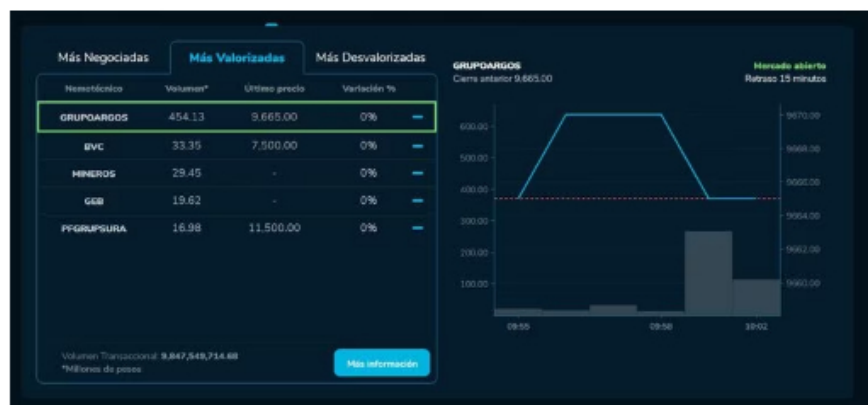 Más Negociadas Más Valorizadas Más Desvalorizadas
Nemotécnico Volumen* Último precio Variación %
GRUPOARGOS 454.13 9,665.00 0%
BVC 33.35 7,500.00 0%
MINEROS 29.45 - 0%
GEB 19.62 - 0%
PFGRUPSURA 16.98 11,500.00 0%
Volumen Transaccional: 9,847,549,714.68
*Millones de pesos
Más información
GRUPOARGOS Mercado abierto
Cierre anterior 9,665.00 Retraso 15 minutos
600.00
500.00
400.00
300.00
200.00
100.00
9670.00
9668.00
9666.00
9664.00
9662.00
9660.00
09:55 09:58 10:02